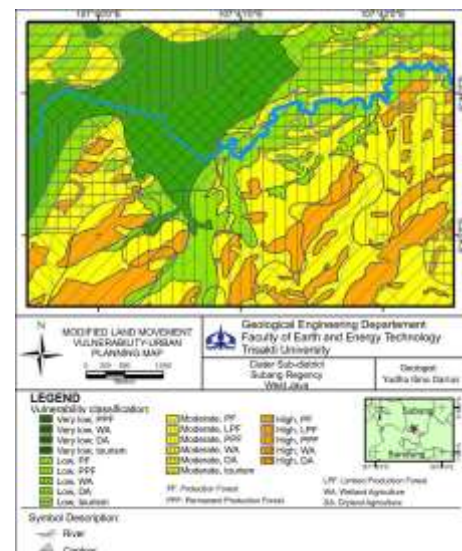 N
MODIFIED LAND MOVEMENT
VULNERABILITY-URBAN
PLANNING MAP
Geological Engineering Departement
Faculty of Earth and Energy Technology
Trisakti University
Sub-district
Subang Regency
West Java
Geologist
LEGEND
Vulnerability classification:
Very low, PPF
Very low, WA
Very low, DA
Very low, tourism
Low, PF
Low, PPF
Low, WA
Low, DA
Low, tourism
Moderate, PF
Moderate, LPF
Moderate, PPF
Moderate, WA
Moderate, DA
Moderate, tourism
High, PF
High, LPF
High, PPF
High, WA
High, DA
Subang
Bandung
PF: Protection Forest
PPF: Permanent Production Forest
LPF: Limited Production Forest
WA: Wetland Agriculture
DA: Dryland Agriculture
Symbol Description:
River
Contour